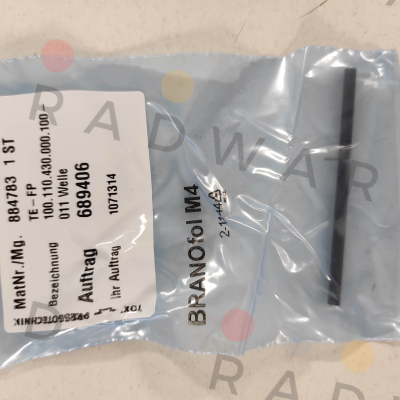 MatNr./Mg. 884783 1 ST
TE-FP
100.110.430.000.100-
Bezeichnung 011 Welle
Auftrag 689406
Ihr Auftrag 1071314
TOX PRESSOTECHNIK
BRANOfol M4
RADWAR
RADWAR